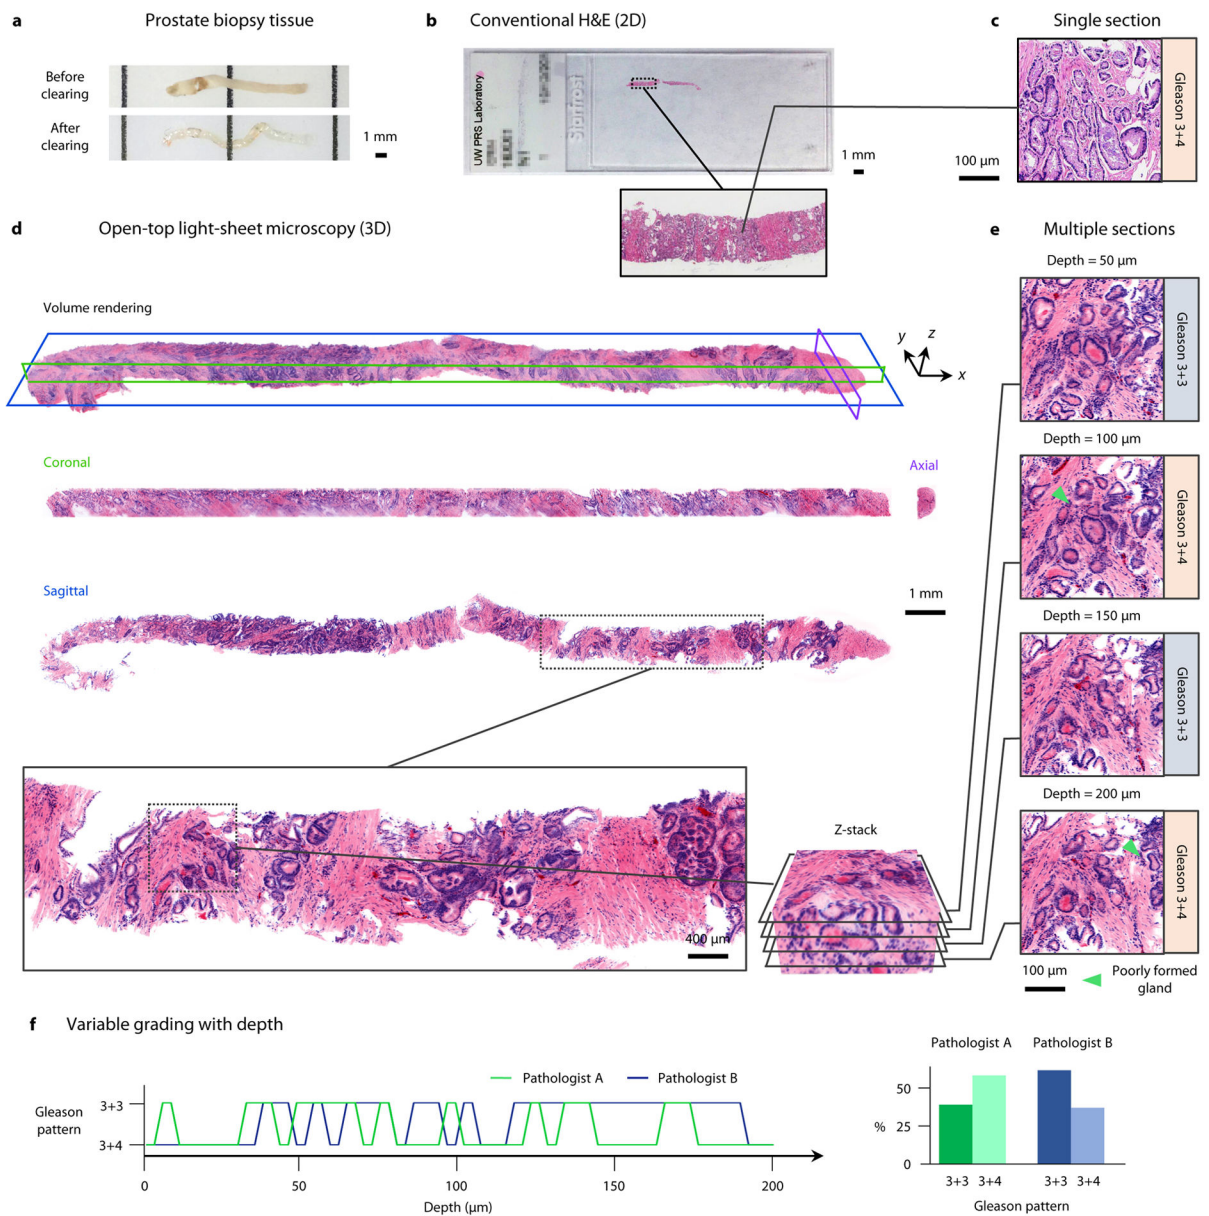 a Prostate biopsy tissue
Before
clearing
After
clearing
1 mm
b Conventional H&E (2D)
UW PRS Laboratory
Starfrost
1 mm
c Single section
Gleason 3+4
100 µm
d Open-top light-sheet microscopy (3D)
Volume rendering
y
z
x
Coronal
Axial
Sagittal
1 mm
400 µm
Z-stack
e Multiple sections
Depth = 50 µm
Gleason 3+3
Depth = 100 µm
Gleason 3+4
Depth = 150 µm
Gleason 3+3
Depth = 200 µm
Gleason 3+4
100 µm
Poorly formed
gland
f Variable grading with depth
Pathologist A Pathologist B
Gleason
pattern
3+3
3+4
0 50 100 150 200
Depth (µm)
Pathologist A Pathologist B
%
50
25
0
3+3 3+4 3+3 3+4
Gleason pattern